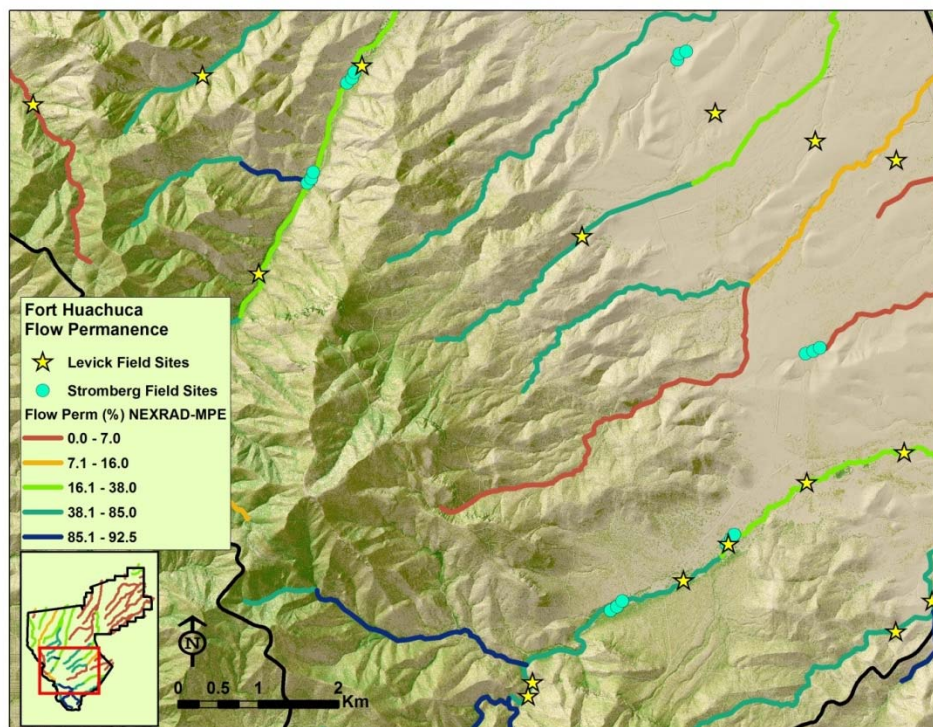 Fort Huachuca
Flow Permanence
Levick Field Sites
Stromberg Field Sites
Flow Perm (%) NEXRAD-MPE
0.0 - 7.0
7.1 - 16.0
16.1 - 38.0
38.1 - 85.0
85.1 - 92.5
N
0 0.5 1 2
Km